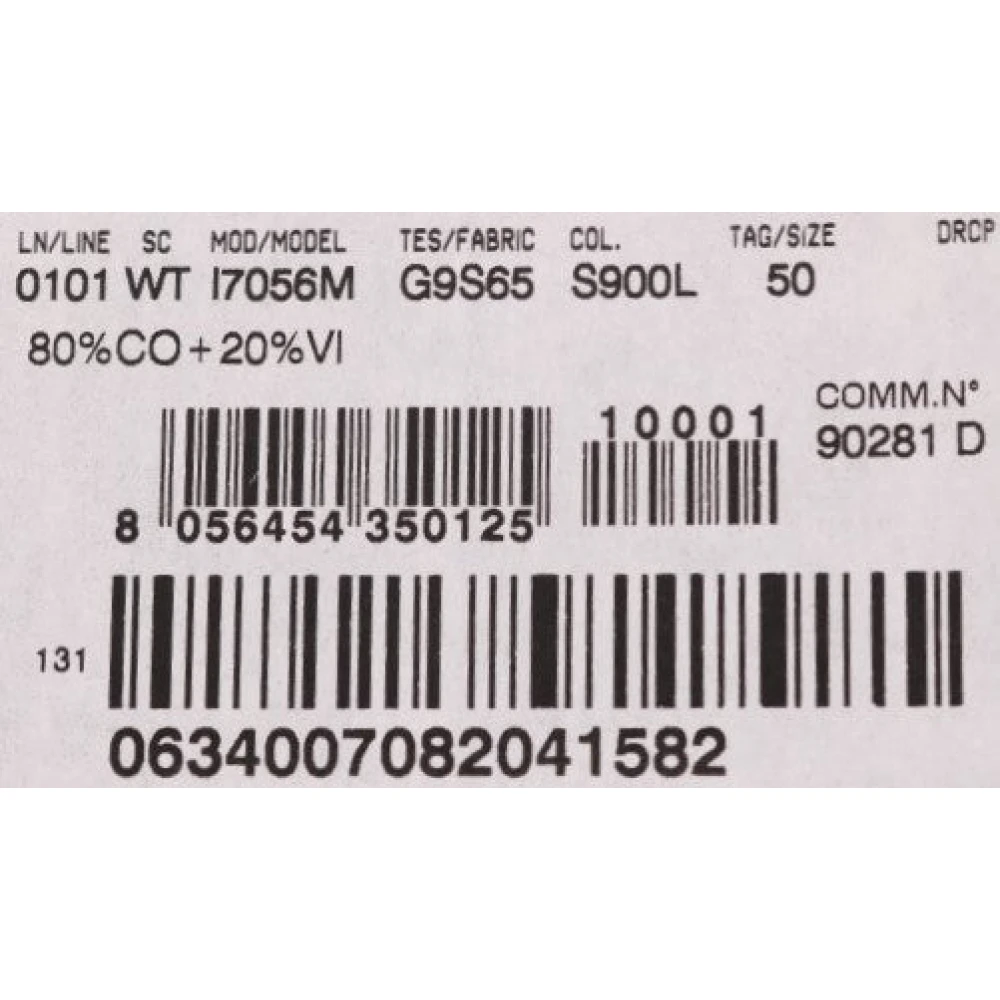 LN/LINE SC MOD/MODEL TES/FABRIC COL. TAG/SIZE DRCP
0101 WT I7056M G9S65 S900L 50
80%CO+20%VI
COMM.N°
10001
90281 D
8 056454 350125
131
0634007082041582